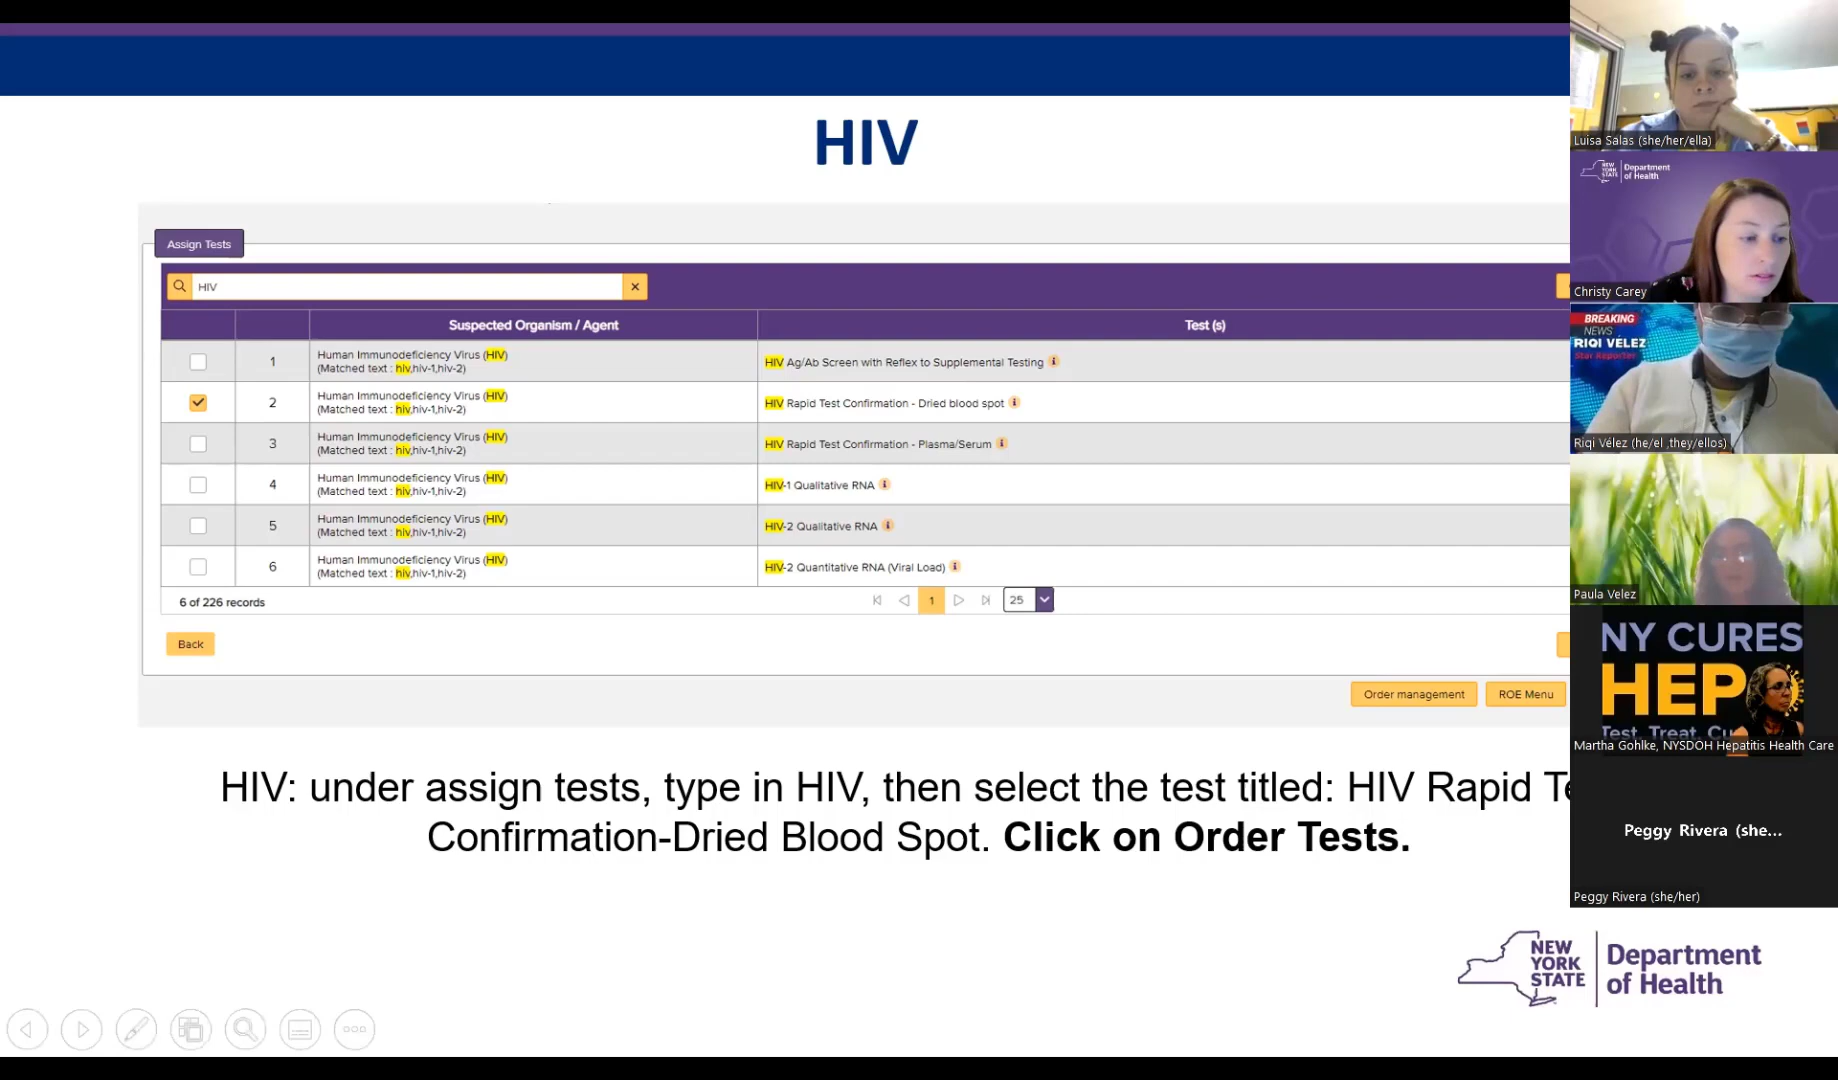 HIV
Assign Tests
HIV
Suspected Organism / Agent
Test (s)
1
Human Immunodeficiency Virus (HIV)
(Matched text : hiv,hiv-1,hiv-2)
HIV Ag/Ab Screen with Reflex to Supplemental Testing
2
Human Immunodeficiency Virus (HIV)
(Matched text : hiv,hiv-1,hiv-2)
HIV Rapid Test Confirmation - Dried blood spot
3
Human Immunodeficiency Virus (HIV)
(Matched text : hiv,hiv-1,hiv-2)
HIV Rapid Test Confirmation - Plasma/Serum
4
Human Immunodeficiency Virus (HIV)
(Matched text : hiv,hiv-1,hiv-2)
HIV-1 Qualitative RNA
5
Human Immunodeficiency Virus (HIV)
(Matched text : hiv,hiv-1,hiv-2)
HIV-2 Qualitative RNA
6
Human Immunodeficiency Virus (HIV)
(Matched text : hiv,hiv-1,hiv-2)
HIV-2 Quantitative RNA (Viral Load)
6 of 226 records
1
25
Back
Order management
ROE Menu
HIV: under assign tests, type in HIV, then select the test titled: HIV Rapid Te
Confirmation-Dried Blood Spot. Click on Order Tests.
NEW
YORK
STATE
Department
of Health
Luisa Salas (she/her/ella)
NEW
YORK
STATE
Department
of Health
Christy Carey
BREAKING
NEWS
RIQI VÉLEZ
Star Reporter
Riqi Vélez (he/el ,they/ellos)
Paula Velez
NY CURES
HEP
Test. Treat. Cu
Martha Gohlke, NYSDOH Hepatitis Health Care
Peggy Rivera (she...
Peggy Rivera (she/her)